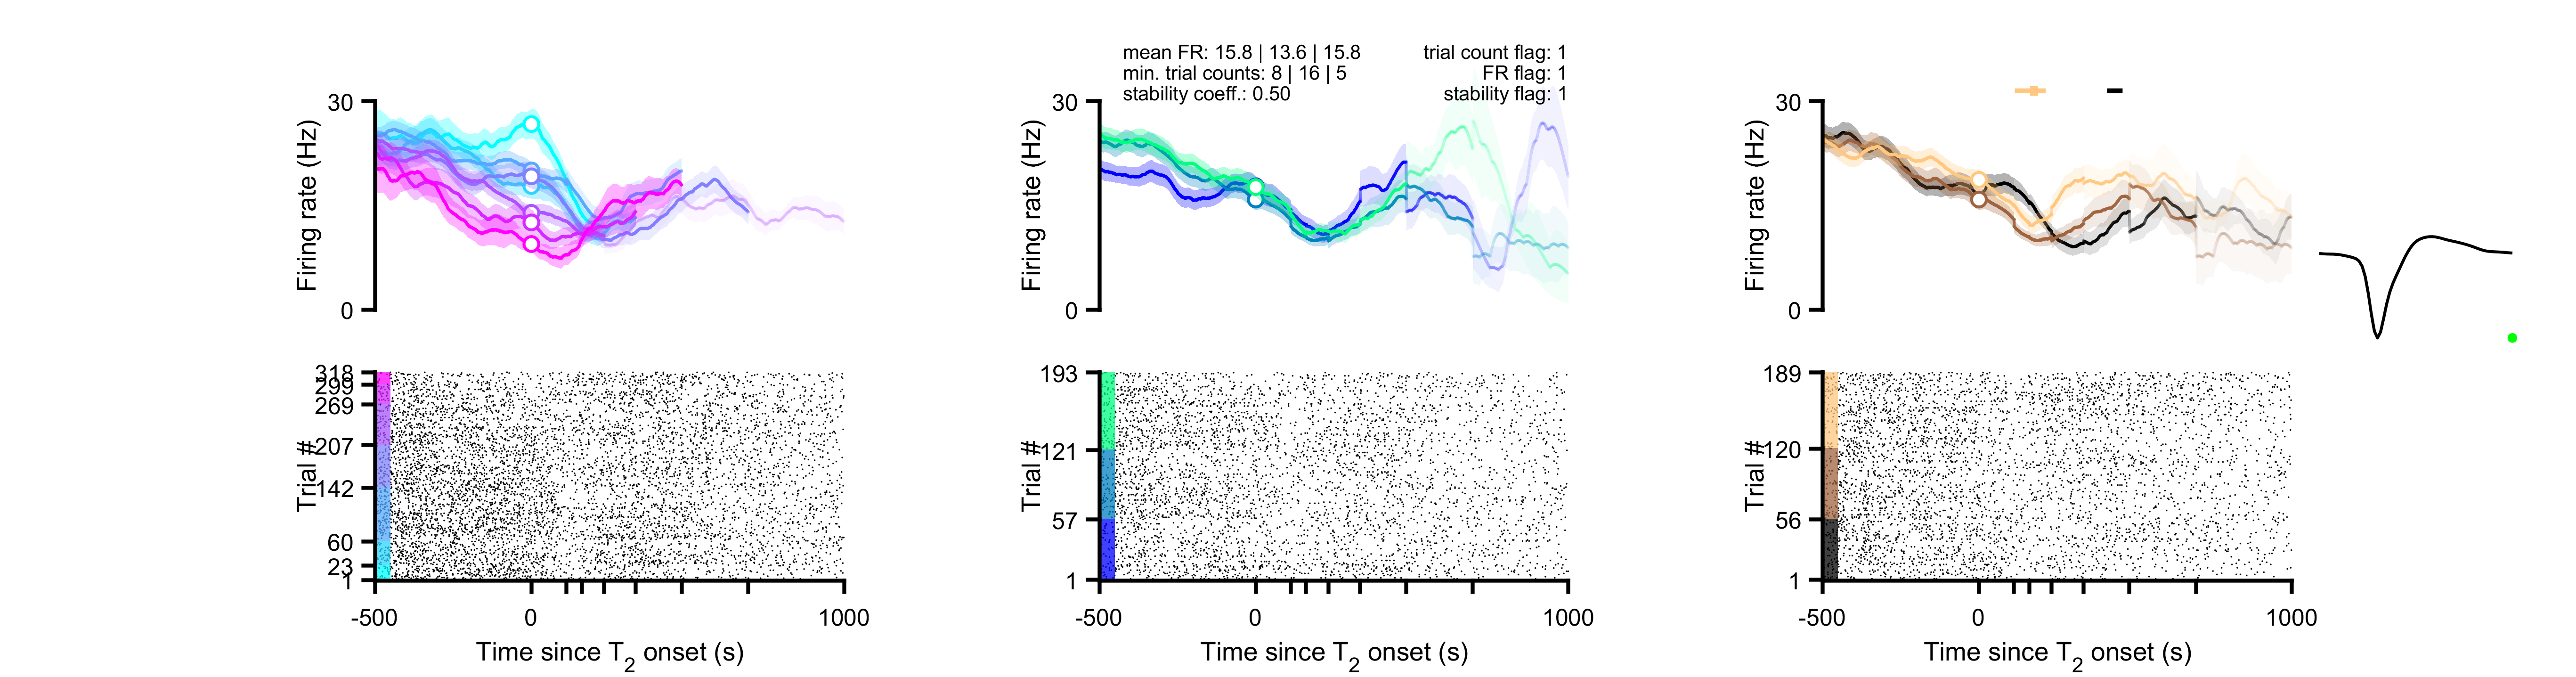 mean FR: 15.8 | 13.6 | 15.8
trial count flag: 1
min. trial counts: 8 | 16 | 5
FR flag: 1
stability coeff.: 0.50
stability flag: 1
30
Firing rate (Hz)
0
30
Firing rate (Hz)
0
30
Firing rate (Hz)
0
318
299
269
207
142
60
23
1
Trial #
-500
0
1000
Time since T2 onset (s)
193
121
57
1
Trial #
-500
0
1000
Time since T2 onset (s)
189
120
56
1
Trial #
-500
0
1000
Time since T2 onset (s)